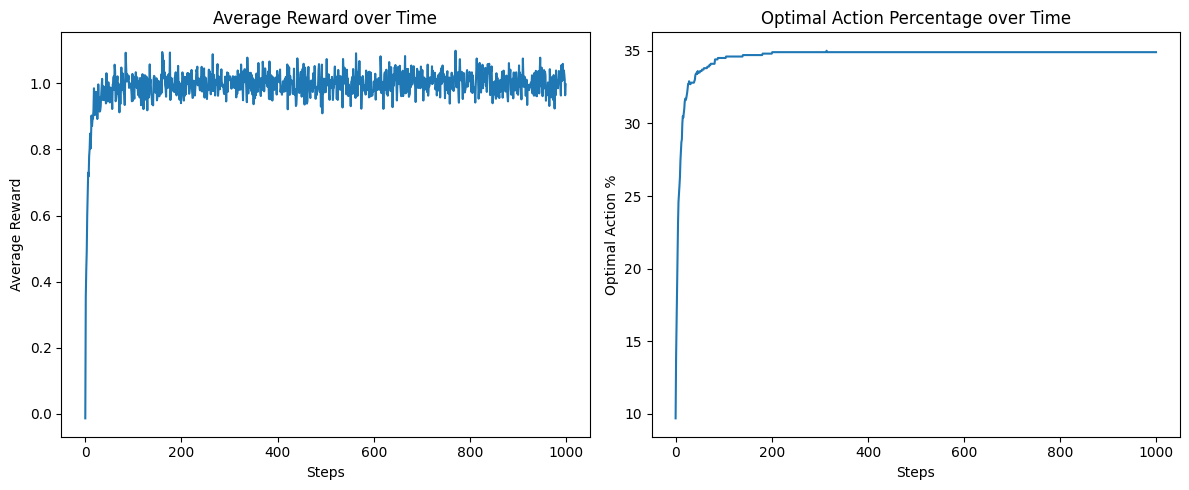 Average Reward over Time
Average Reward
1.0
0.8
0.6
0.4
0.2
0.0
0 200 400 600 800 1000
Steps
Optimal Action Percentage over Time
Optimal Action %
35
30
25
20
15
10
0 200 400 600 800 1000
Steps